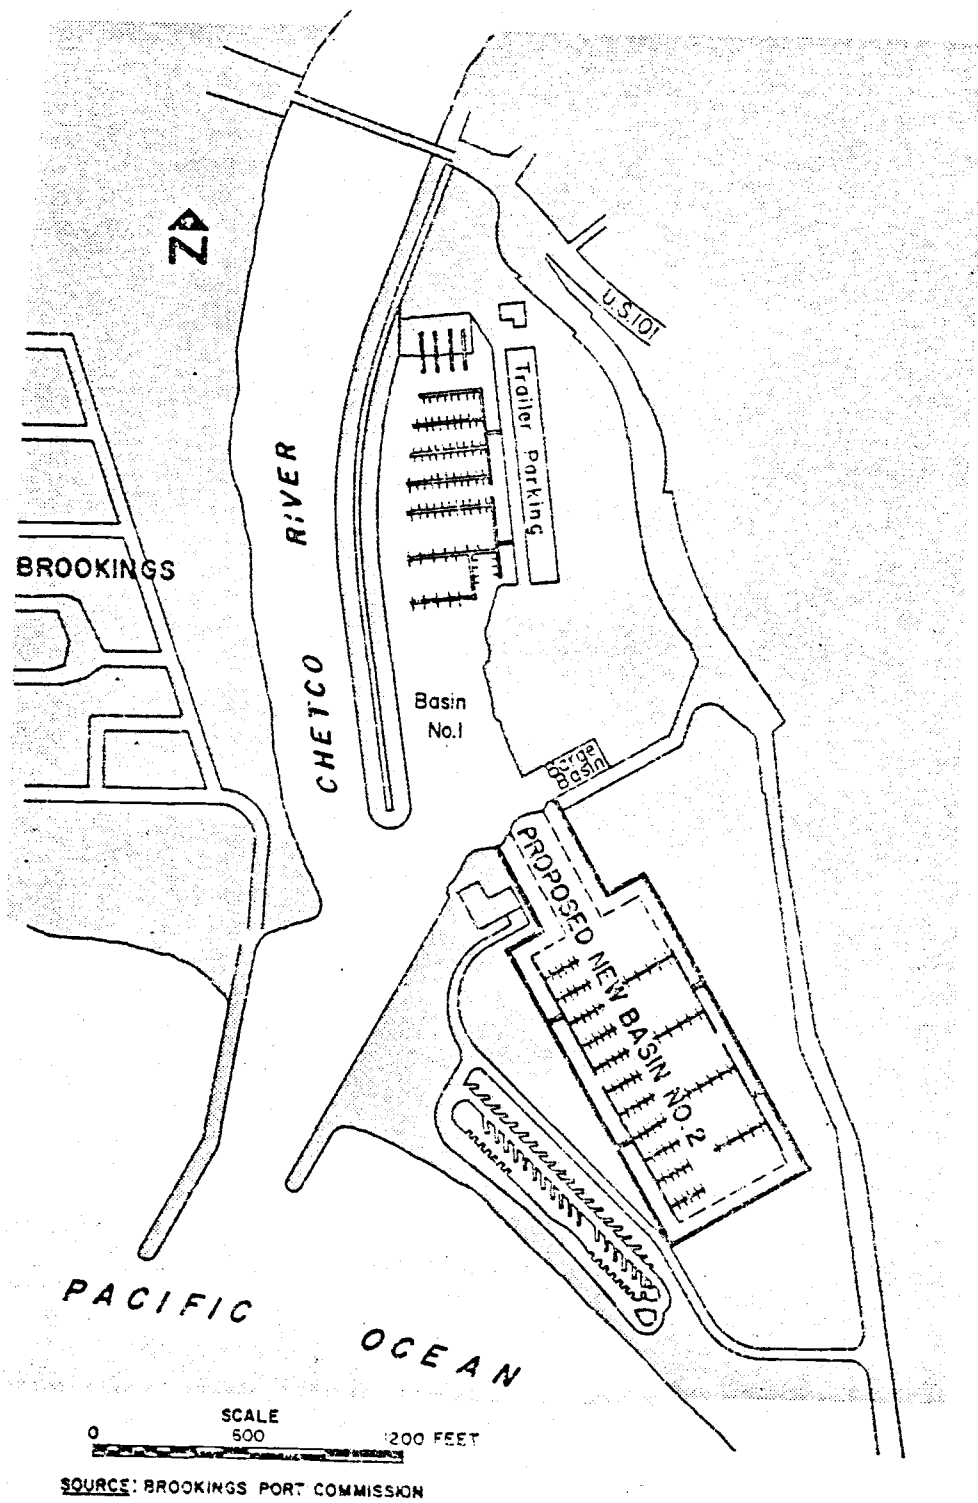 N
U.S.101
Trailer Parking
RIVER
BROOKINGS
CHETCO
Basin
No.1
Barge
Basin
PROPOSED NEW BASIN NO.2
PACIFIC
OCEAN
SCALE
0 600 1200 FEET
SOURCE: BROOKINGS PORT COMMISSION